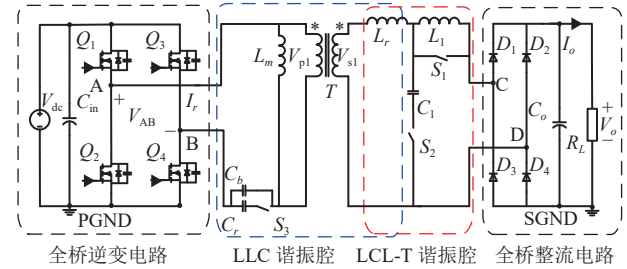 Q1 Q3 Lm * * Lr L1 D1 D2 Io
Vp1 Vs1 S1
A Ir T C
Vdc Cin + VAB − C1 Co + Vo −
B S2 D RL
Q2 Q4 Cb D3 D4
Cr S3
PGND SGND
全桥逆变电路 LLC 谐振腔 LCL-T 谐振腔 全桥整流电路